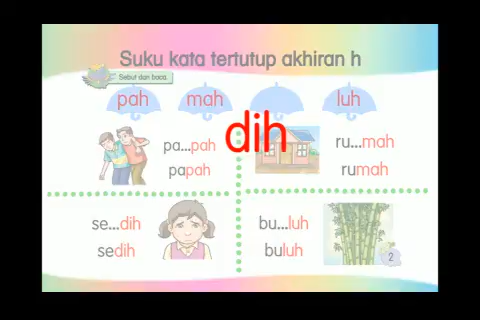 Suku kata tertutup akhiran h
Sebut dan baca.
pah mah luh
dih
pa...pah
papah
ru...mah
rumah
se...dih
sedih
bu...luh
buluh
2